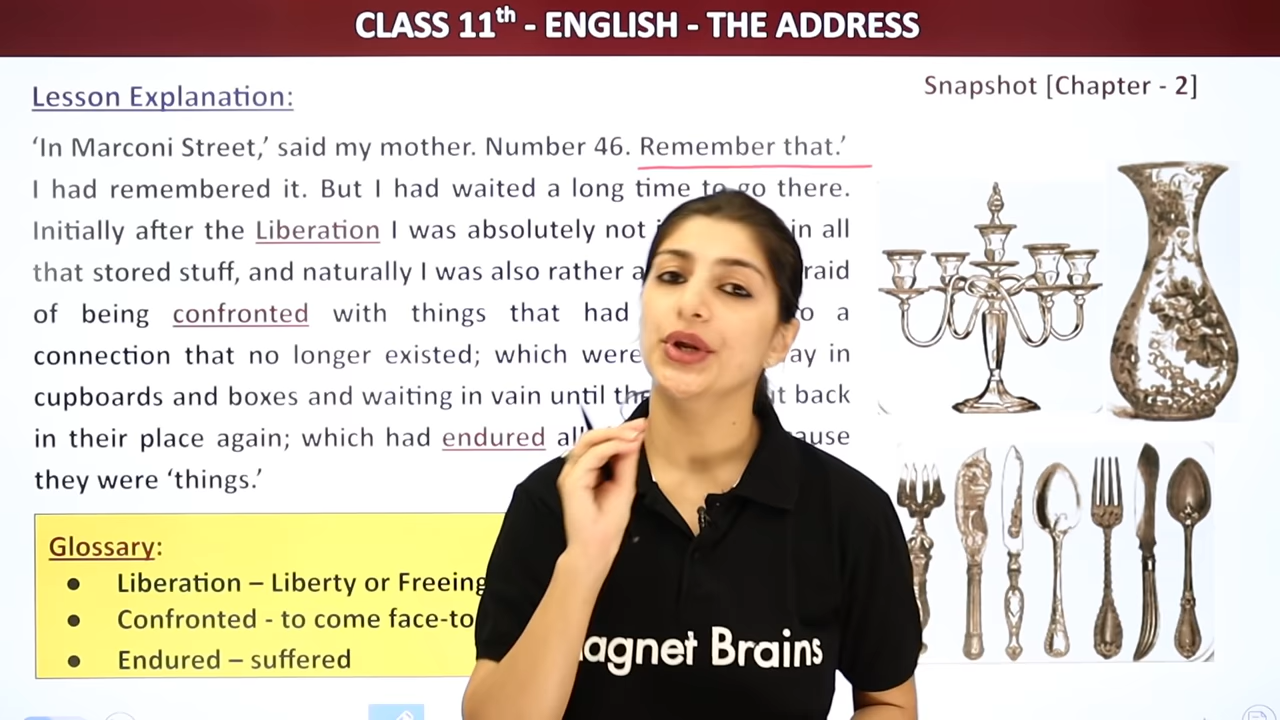 CLASS 11th - ENGLISH - THE ADDRESS
Snapshot [Chapter - 2]
Lesson Explanation:
‘In Marconi Street,’ said my mother. Number 46. Remember that.’
I had remembered it. But I had waited a long time to go there.
Initially after the Liberation I was absolutely not in all
that stored stuff, and naturally I was also rather
of being confronted with things that had a
connection that no longer existed; which were in
cupboards and boxes and waiting in vain until back
in their place again; which had endured
they were ‘things.’
Glossary:
● Liberation – Liberty or Freeing
● Confronted - to come face-to
● Endured – suffered
agnet Brains